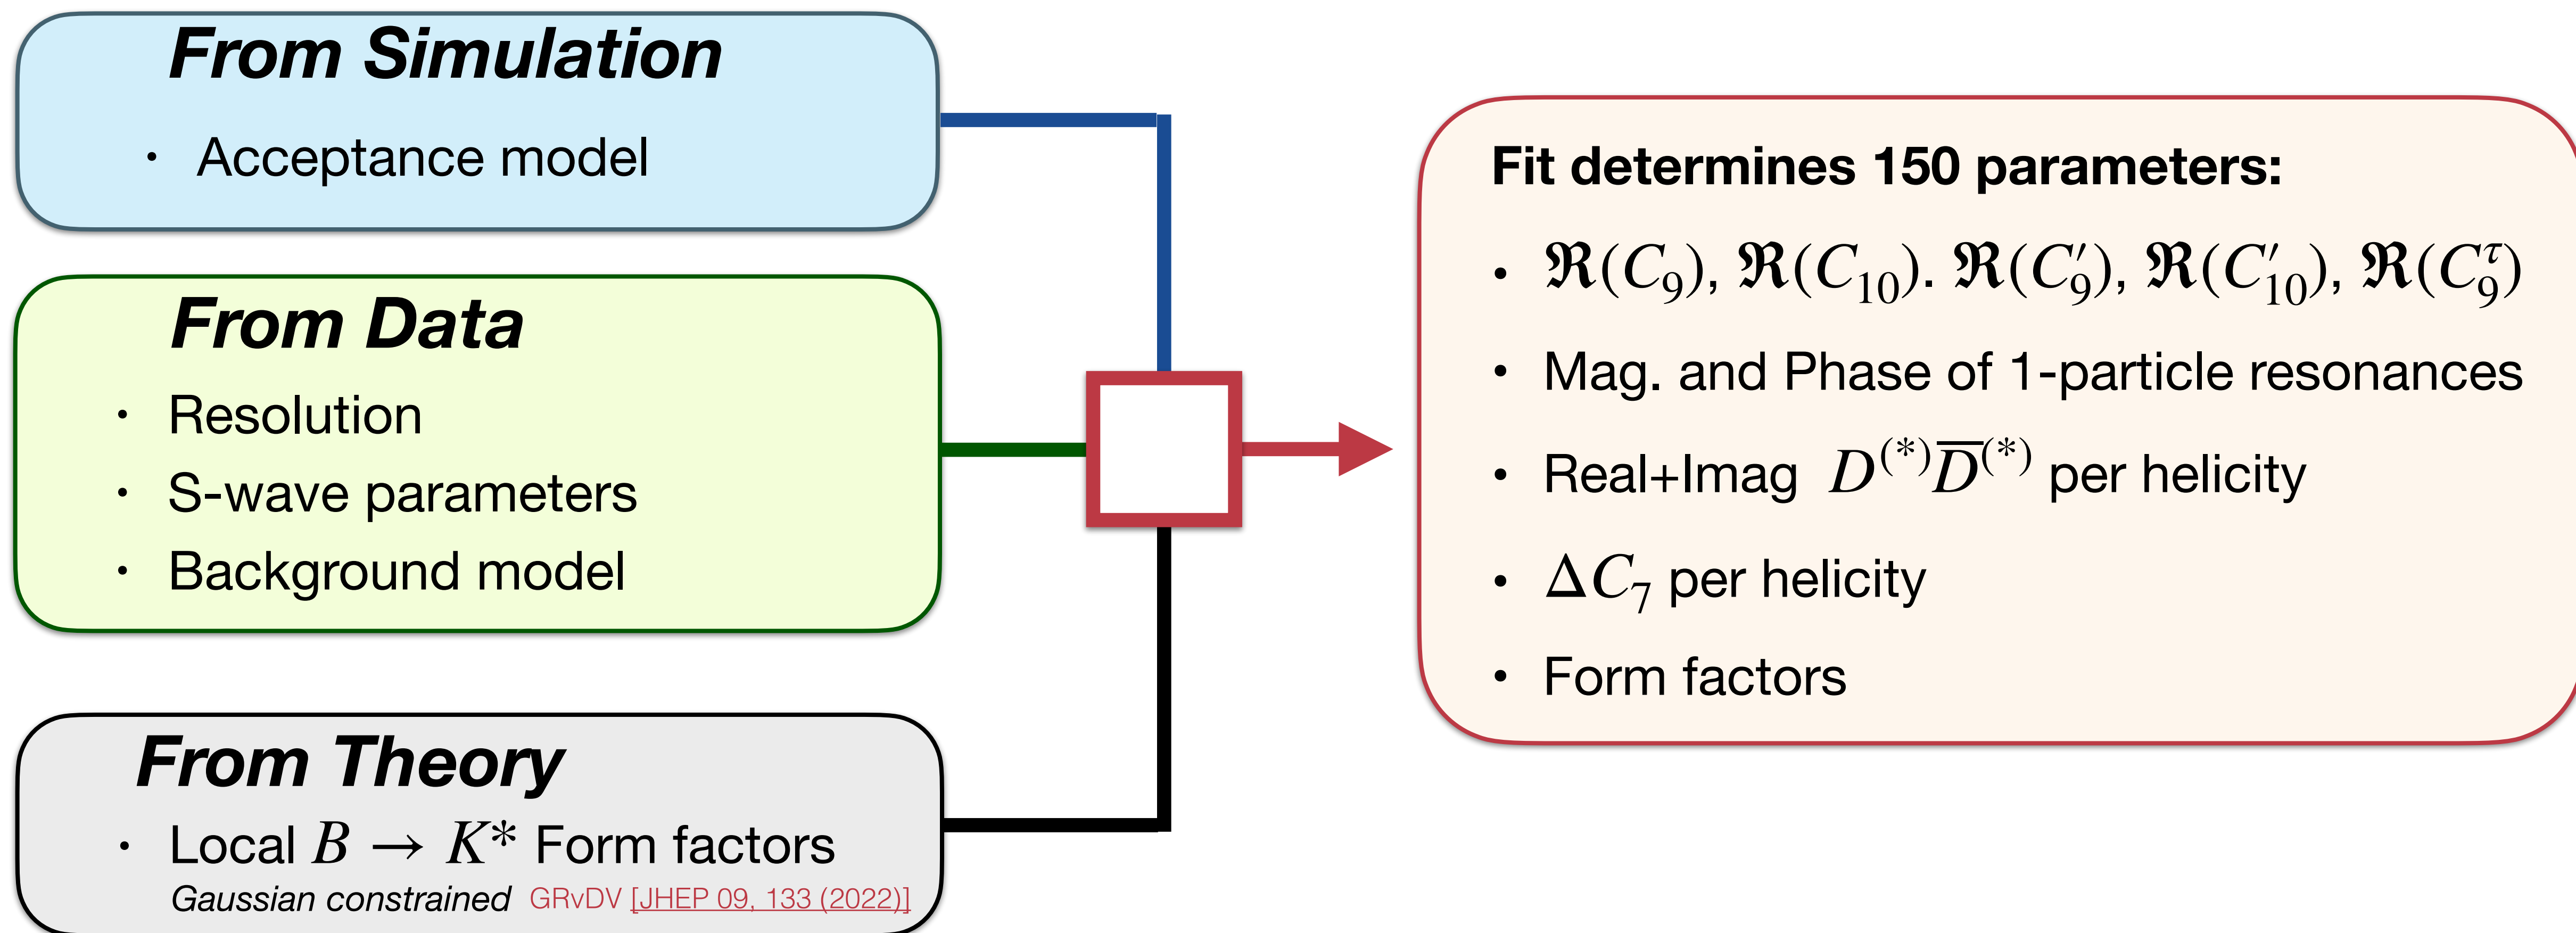 From Simulation
• Acceptance model
From Data
• Resolution
• S-wave parameters
• Background model
From Theory
• Local B → K* Form factors
Gaussian constrained GRvDV [JHEP 09, 133 (2022)]
Fit determines 150 parameters:
• ℜ(C₉), ℜ(C₁₀). ℜ(C′₉), ℜ(C′₁₀), ℜ(C₉^τ)
• Mag. and Phase of 1-particle resonances
• Real+Imag D^(*)D̅^(*) per helicity
• ΔC₇ per helicity
• Form factors